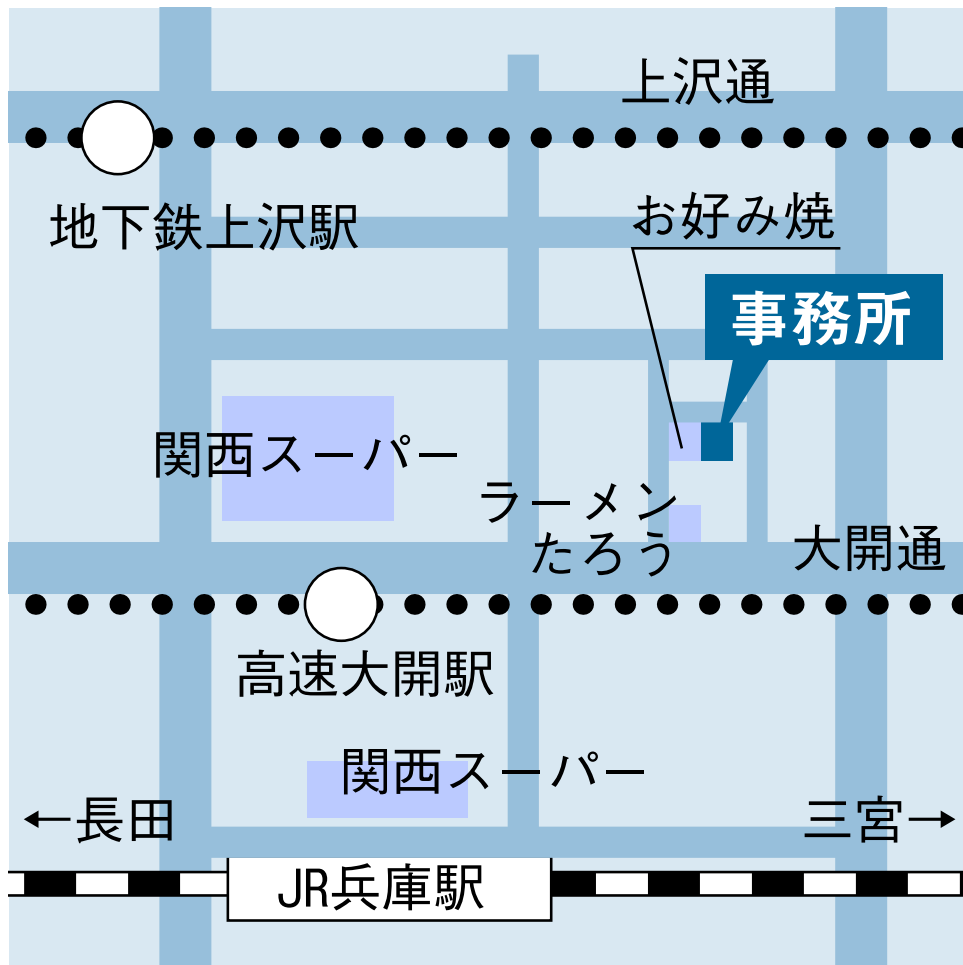 上沢通
地下鉄上沢駅
お好み焼
事務所
関西スーパー
ラーメン
たろう
大開通
高速大開駅
関西スーパー
←長田
三宮→
JR兵庫駅